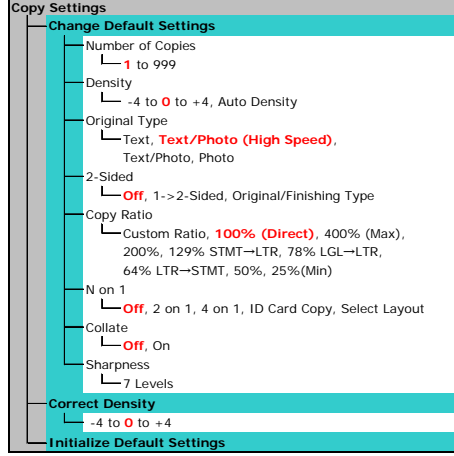 Copy Settings
Change Default Settings
Number of Copies
1 to 999
Density
-4 to 0 to +4, Auto Density
Original Type
Text, Text/Photo (High Speed),
Text/Photo, Photo
2-Sided
Off, 1->2-Sided, Original/Finishing Type
Copy Ratio
Custom Ratio, 100% (Direct), 400% (Max),
200%, 129% STMT→LTR, 78% LGL→LTR,
64% LTR→STMT, 50%, 25%(Min)
N on 1
Off, 2 on 1, 4 on 1, ID Card Copy, Select Layout
Collate
Off, On
Sharpness
7 Levels
Correct Density
-4 to 0 to +4
Initialize Default Settings